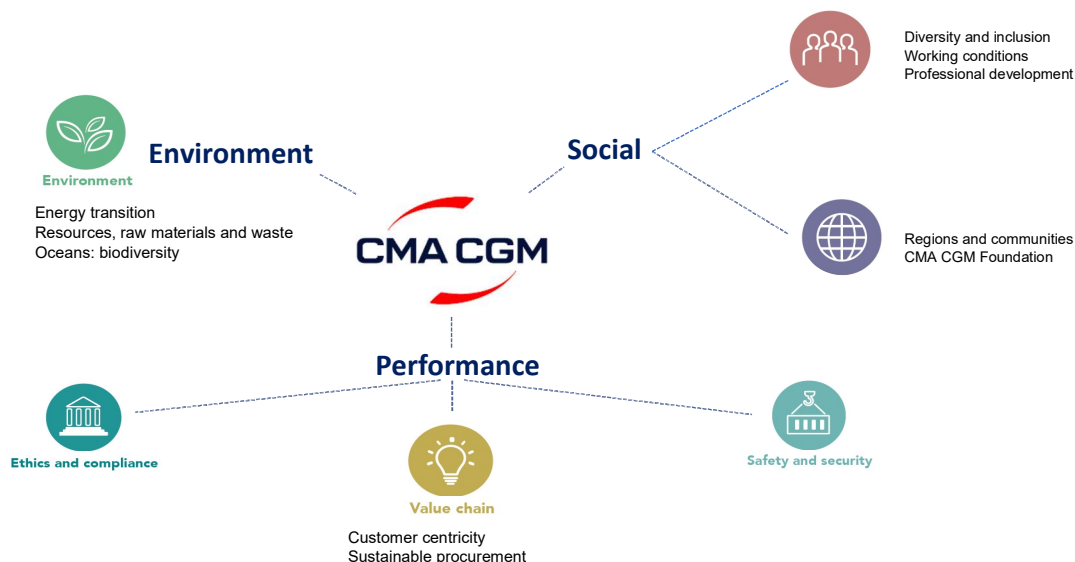 Diversity and inclusion
Working conditions
Professional development
Social
Environment
Environment
Energy transition
Resources, raw materials and waste
Oceans: biodiversity
CMA CGM
Regions and communities
CMA CGM Foundation
Performance
Ethics and compliance
Value chain
Customer centricity
Sustainable procurement
Safety and security